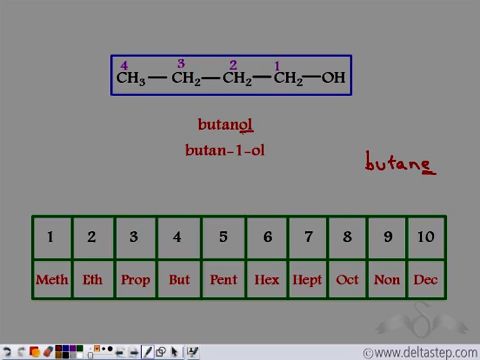 4 3 2 1
CH₃—CH₂—CH₂—CH₂—OH
butanol
butan-1-ol
butane
1 2 3 4 5 6 7 8 9 10
Meth Eth Prop But Pent Hex Hept Oct Non Dec
www.deltastep.com